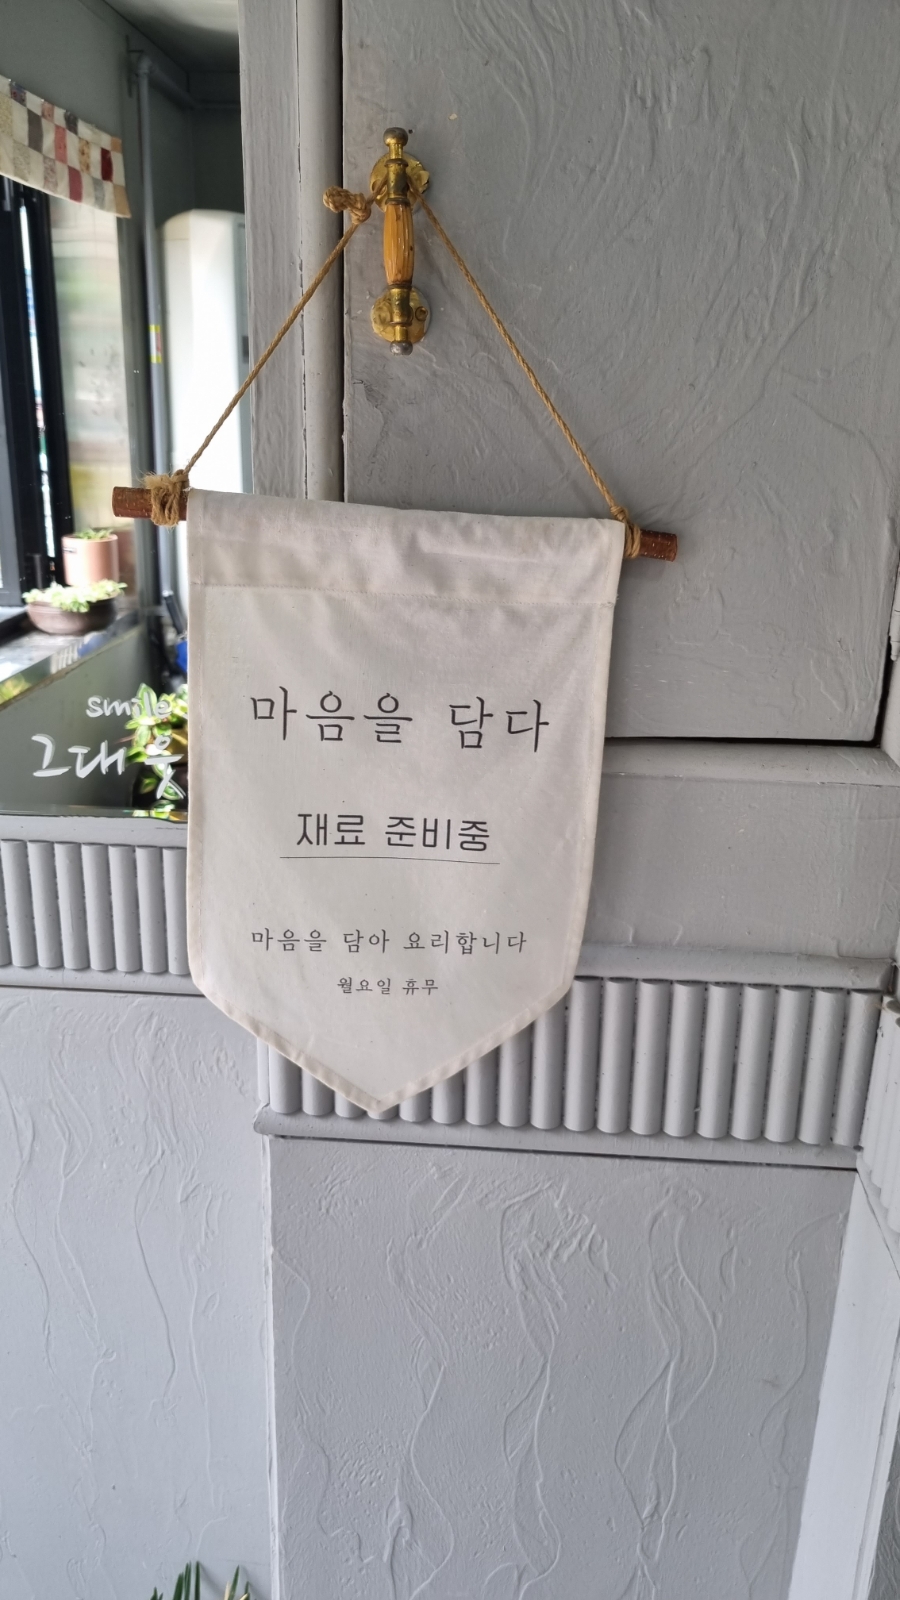 smile
그대 웃
마음을 담다
재료 준비중
마음을 담아 요리합니다
월요일 휴무